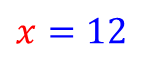 x = 12